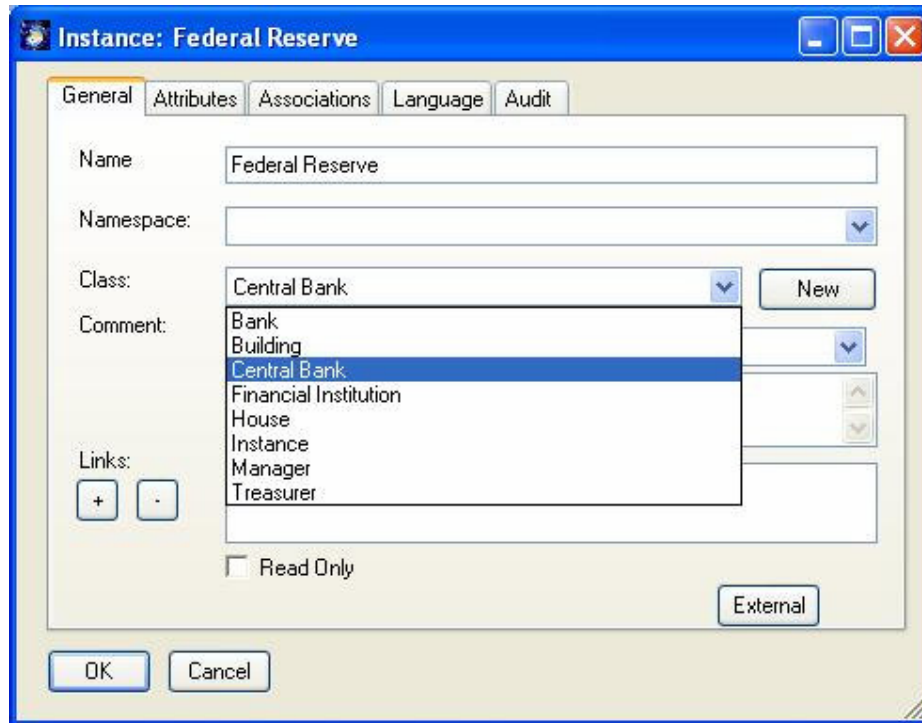 Instance: Federal Reserve
General Attributes Associations Language Audit
Name Federal Reserve
Namespace:
Class: Central Bank New
Comment:
Bank
Building
Central Bank
Financial Institution
House
Instance
Manager
Treasurer
Links:
+ -
Read Only
External
OK Cancel